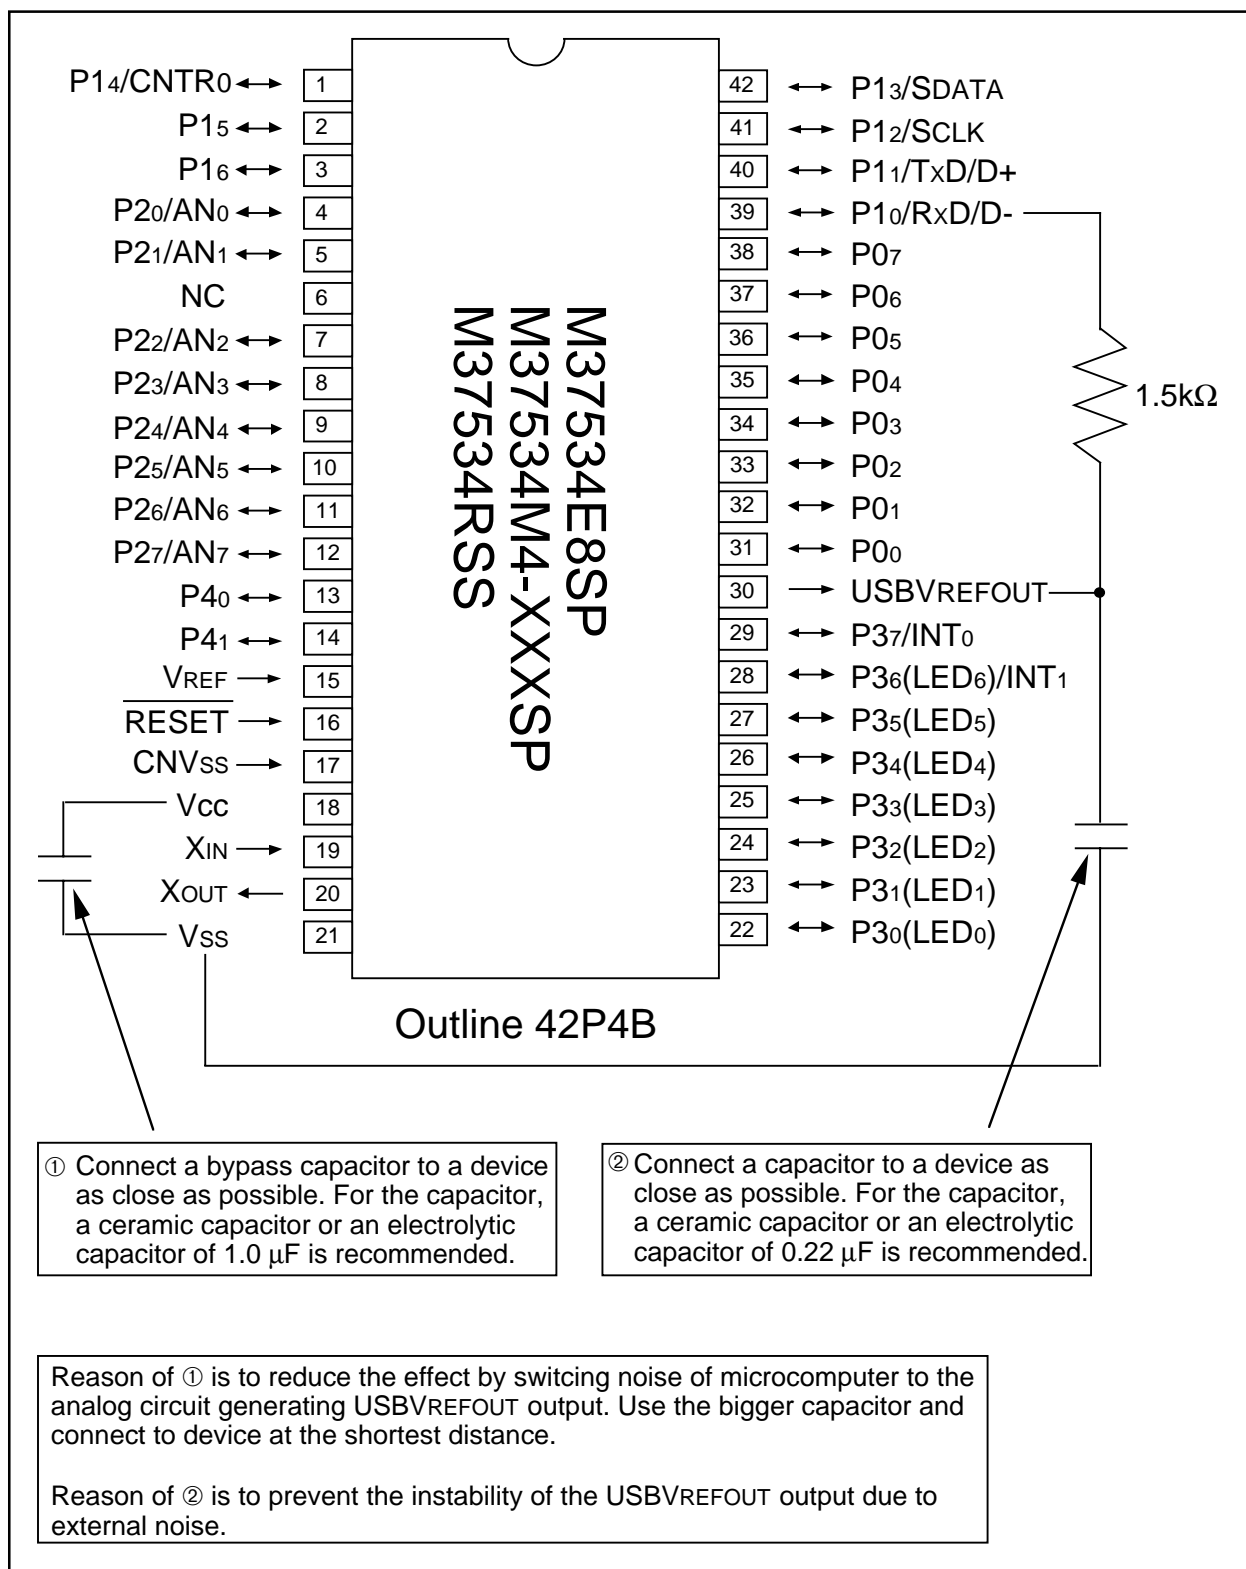 P14/CNTR0 1
P15 2
P16 3
P20/AN0 4
P21/AN1 5
NC 6
P22/AN2 7
P23/AN3 8
P24/AN4 9
P25/AN5 10
P26/AN6 11
P27/AN7 12
P40 13
P41 14
VREF 15
RESET 16
CNVSS 17
Vcc 18
XIN 19
XOUT 20
VSS 21
M37534E8SP
M37534M4-XXXSP
M37534RSS
42 P13/SDATA
41 P12/SCLK
40 P11/TXD/D+
39 P10/RXD/D-
38 P07
37 P06
36 P05
35 P04
34 P03
33 P02
32 P01
31 P00
30 USBVREFOUT
29 P37/INT0
28 P36(LED6)/INT1
27 P35(LED5)
26 P34(LED4)
25 P33(LED3)
24 P32(LED2)
23 P31(LED1)
22 P30(LED0)
1.5kΩ
Outline 42P4B
① Connect a bypass capacitor to a device
as close as possible. For the capacitor,
a ceramic capacitor or an electrolytic
capacitor of 1.0 μF is recommended.
② Connect a capacitor to a device as
close as possible. For the capacitor,
a ceramic capacitor or an electrolytic
capacitor of 0.22 μF is recommended.
Reason of ① is to reduce the effect by switcing noise of microcomputer to the
analog circuit generating USBVREFOUT output. Use the bigger capacitor and
connect to device at the shortest distance.
Reason of ② is to prevent the instability of the USBVREFOUT output due to
external noise.